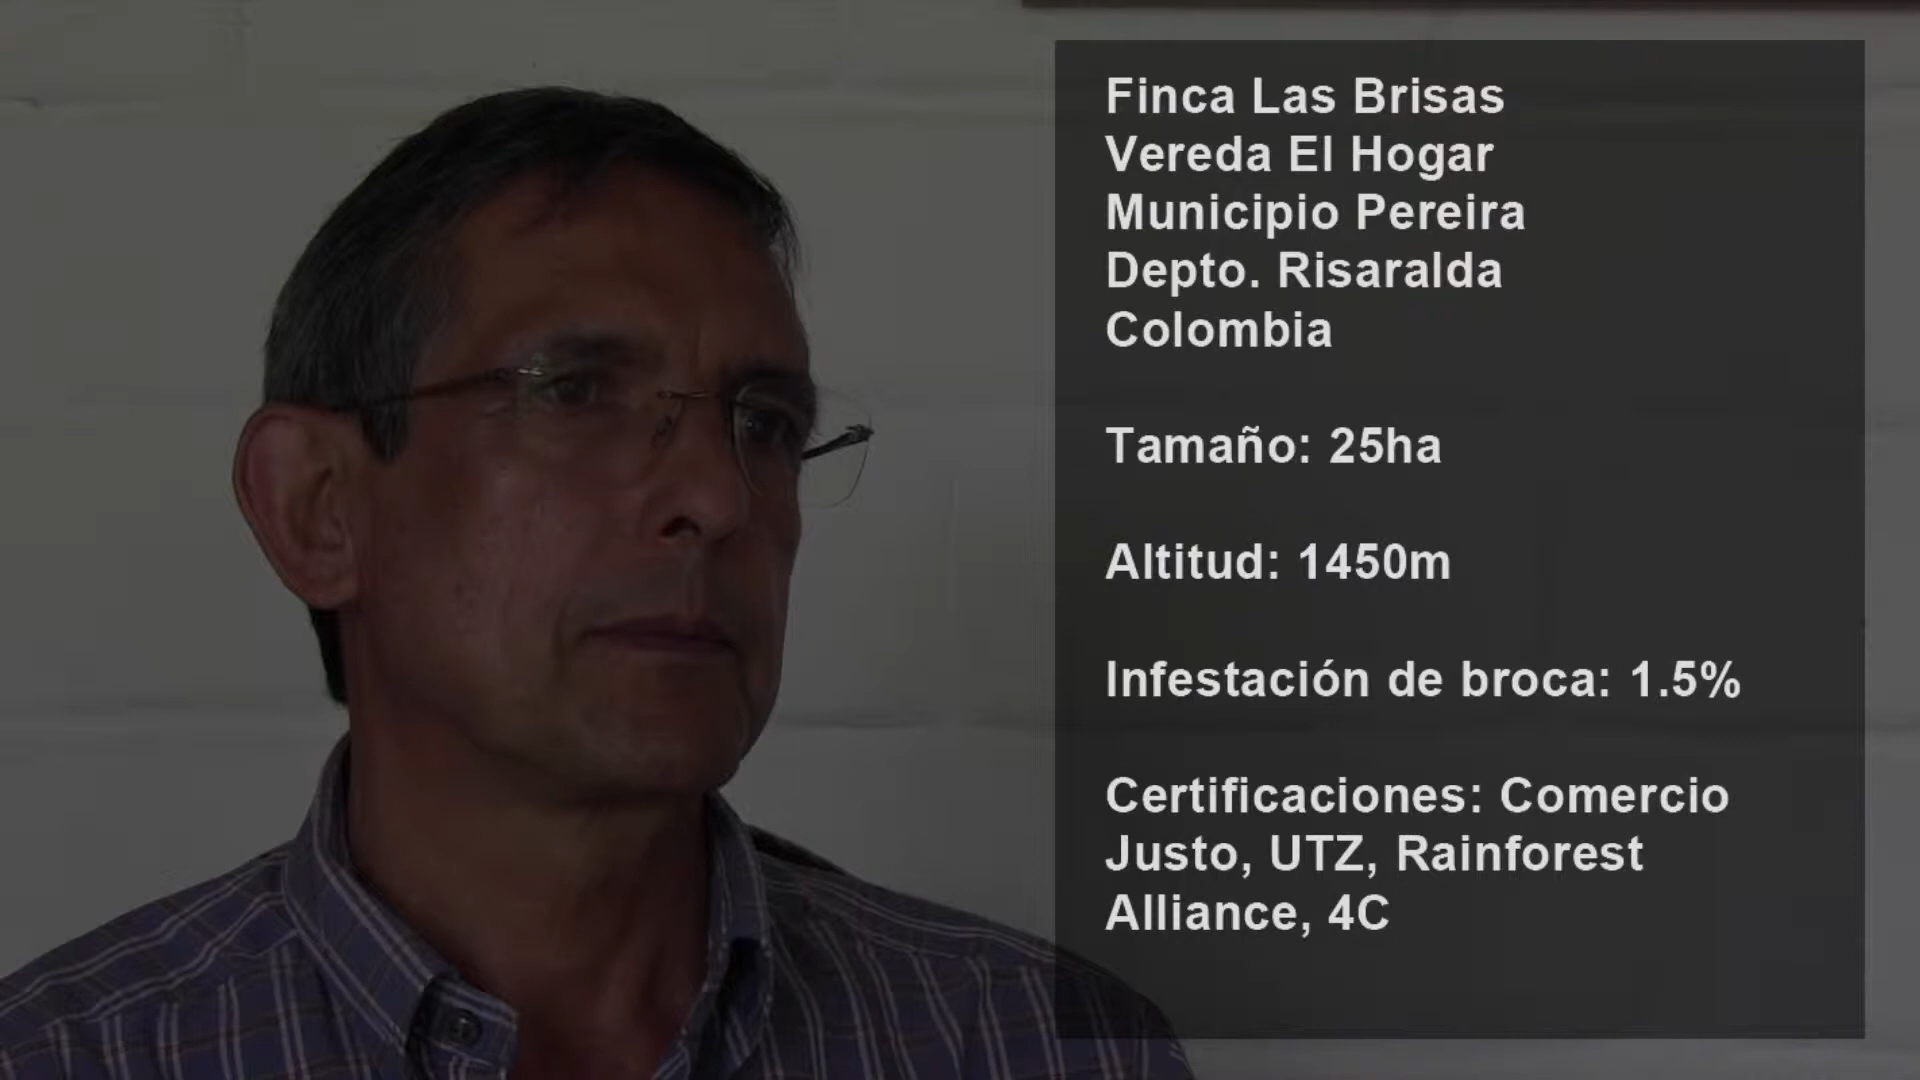 Finca Las Brisas
Vereda El Hogar
Municipio Pereira
Depto. Risaralda
Colombia
Tamaño: 25ha
Altitud: 1450m
Infestación de broca: 1.5%
Certificaciones: Comercio
Justo, UTZ, Rainforest
Alliance, 4C